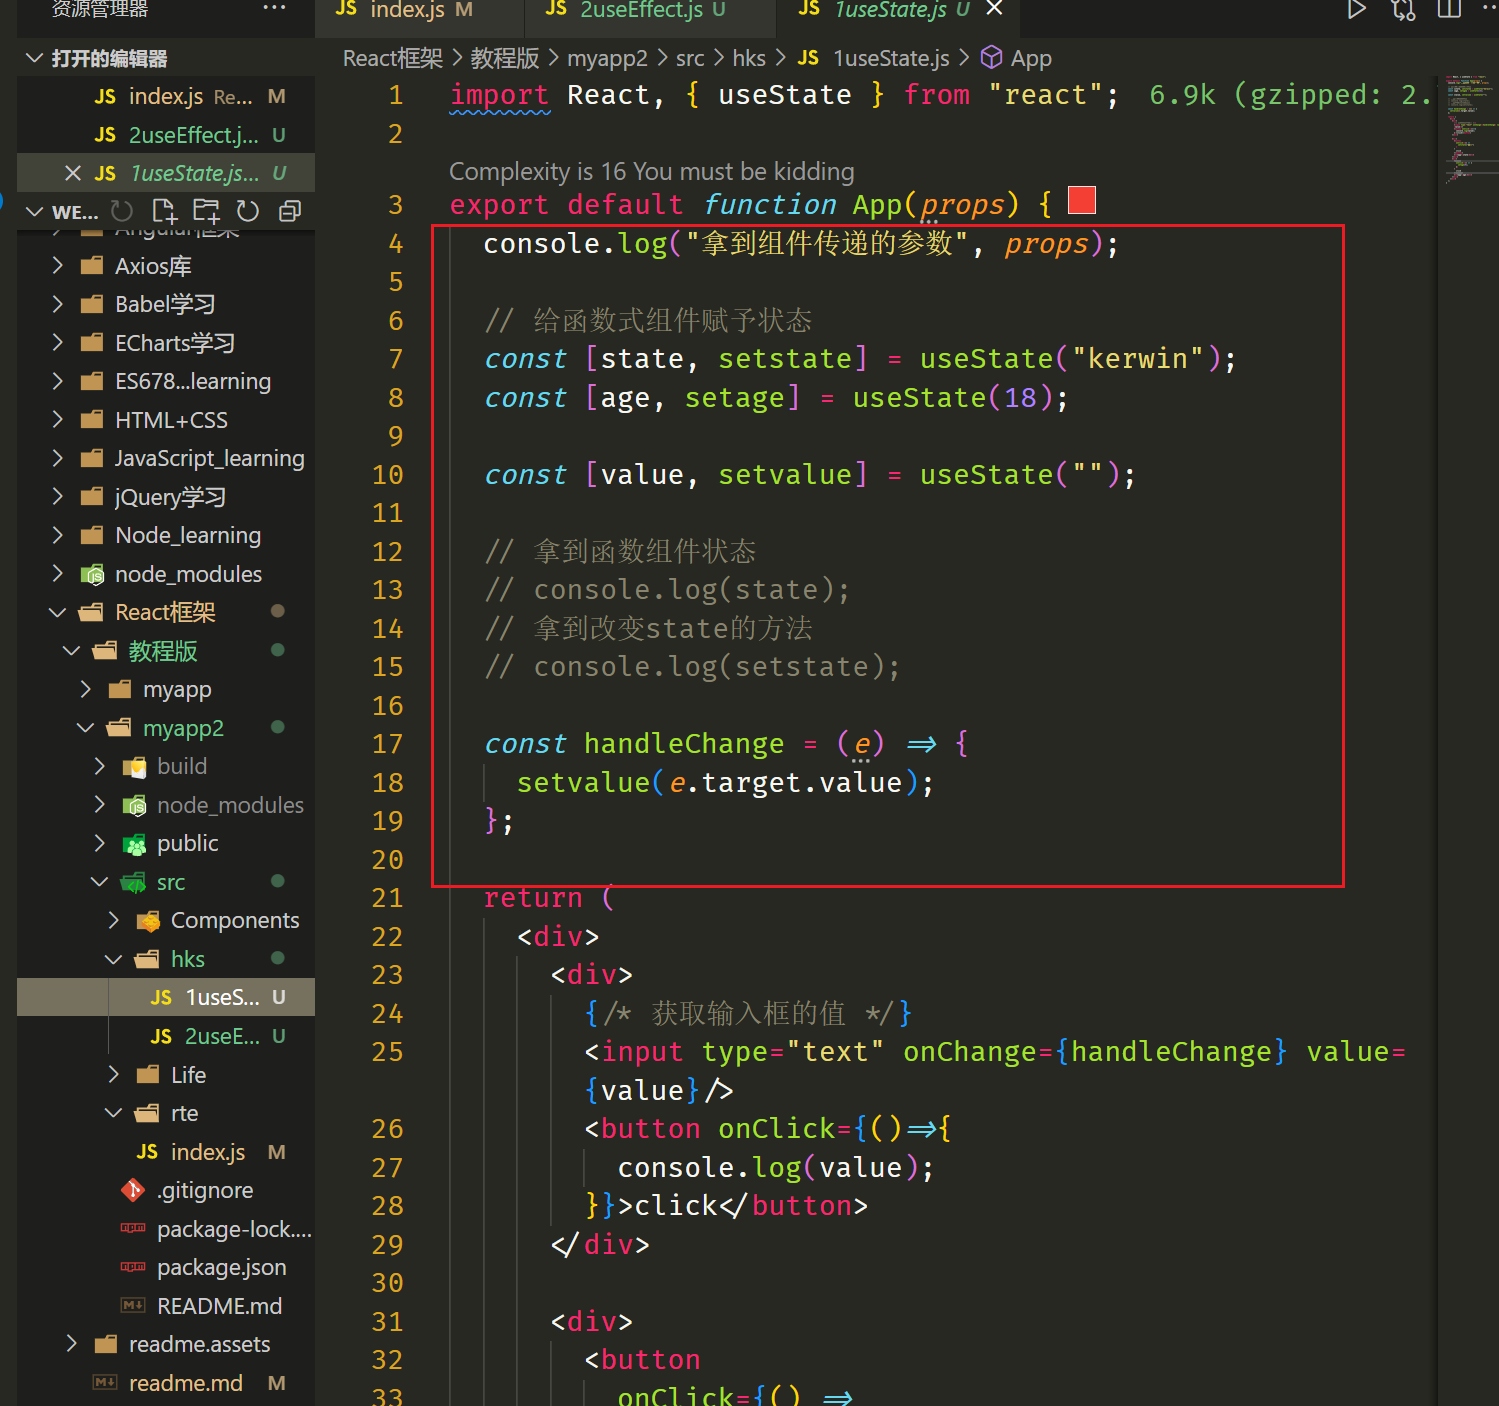 资源管理器 ···
JS index.js M
JS 2useEffect.js U
JS 1useState.js U
打开的编辑器
JS index.js Re... M
JS 2useEffect.j... U
JS 1useState.js... U
WE...
Angular框架
Axios库
Babel学习
ECharts学习
ES678...learning
HTML+CSS
JavaScript_learning
jQuery学习
Node_learning
node_modules
React框架
教程版
myapp
myapp2
build
node_modules
public
src
Components
hks
JS 1useS... U
JS 2useE... U
Life
rte
JS index.js M
.gitignore
package-lock....
package.json
README.md
readme.assets
readme.md M
React框架 > 教程版 > myapp2 > src > hks > JS 1useState.js > App
1 import React, { useState } from "react"; 6.9k (gzipped: 2.
2
Complexity is 16 You must be kidding
3 export default function App(props) {
4 console.log("拿到组件传递的参数", props);
5
6 // 给函数式组件赋予状态
7 const [state, setstate] = useState("kerwin");
8 const [age, setage] = useState(18);
9
10 const [value, setvalue] = useState("");
11
12 // 拿到函数组件状态
13 // console.log(state);
14 // 拿到改变state的方法
15 // console.log(setstate);
16
17 const handleChange = (e) => {
18 setvalue(e.target.value);
19 };
20
21 return (
22 <div>
23 <div>
24 {/* 获取输入框的值 */}
25 <input type="text" onChange={handleChange} value=
{value}/>
26 <button onClick={()=>{
27 console.log(value);
28 }}>click</button>
29 </div>
30
31 <div>
32 <button
33 onClick={() =>